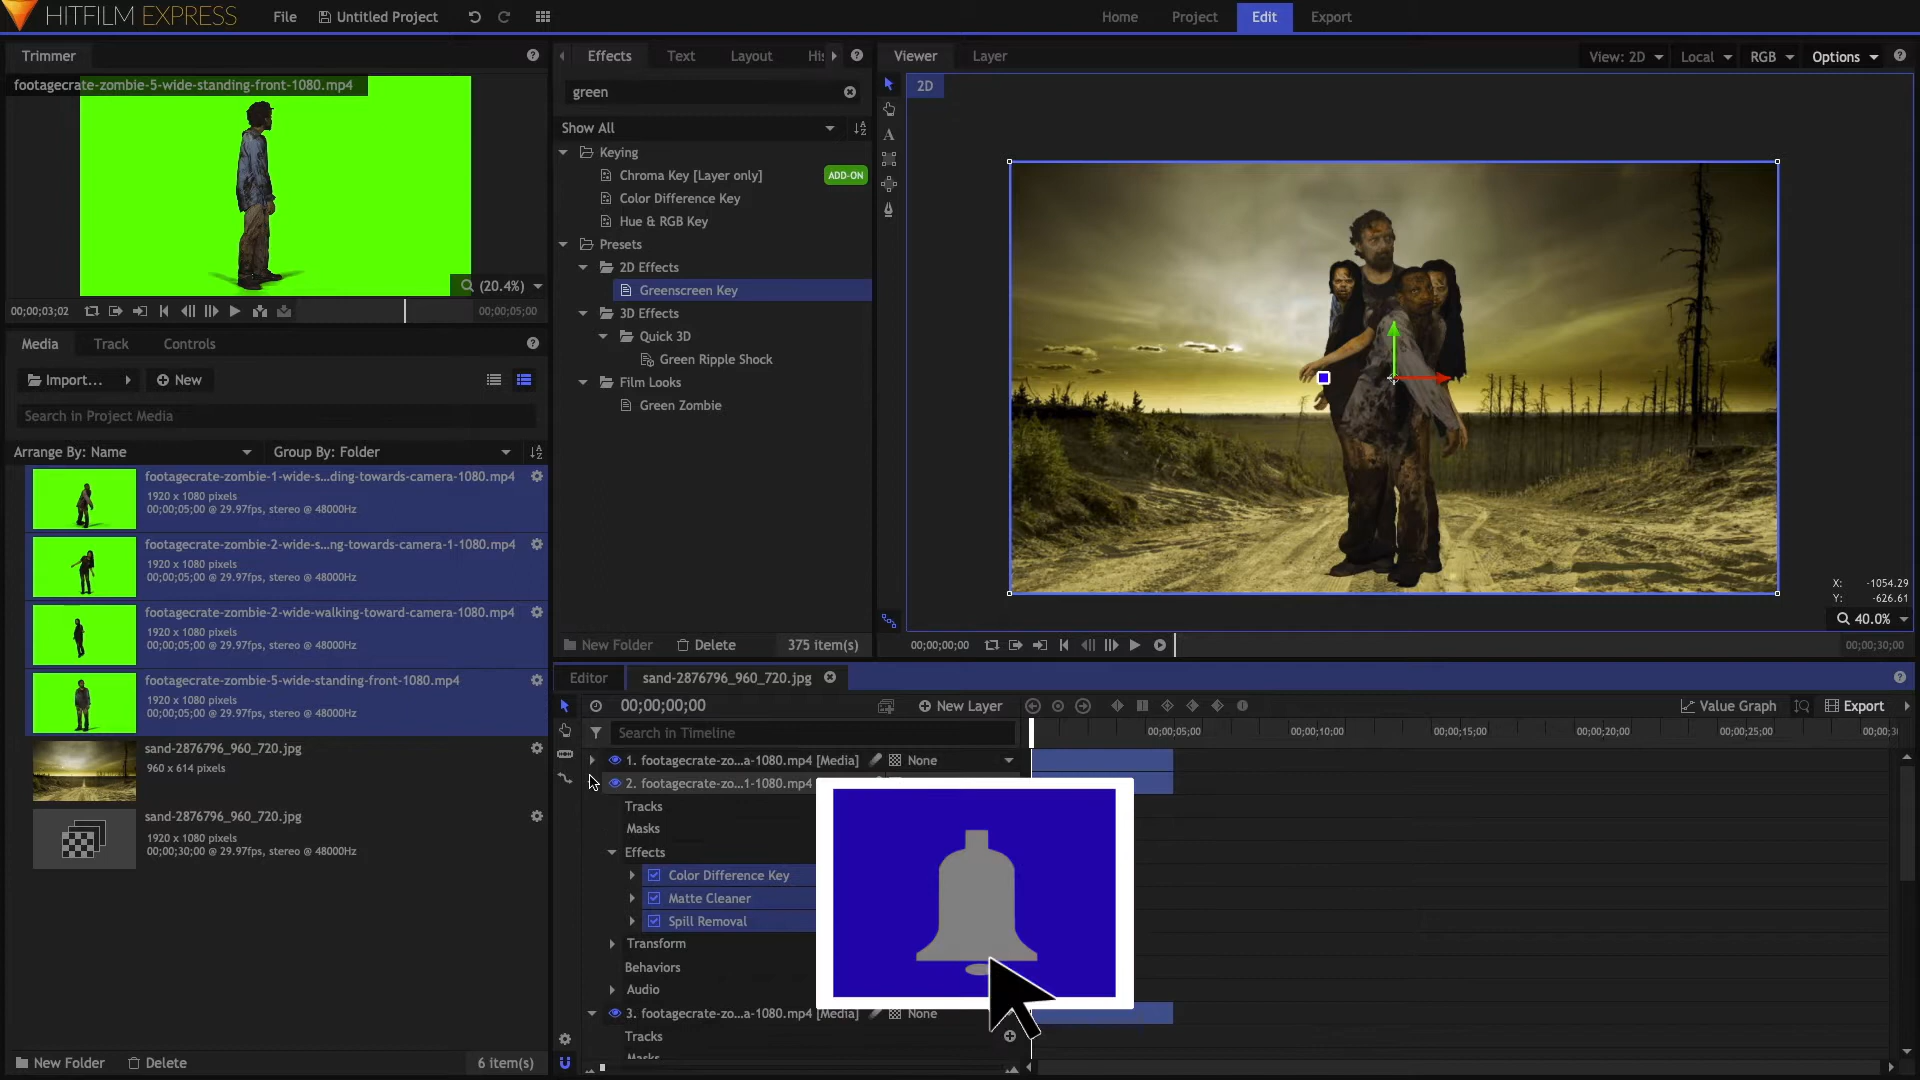 HITFILM EXPRESS
File
Untitled Project
Home
Project
Edit
Export
Trimmer
footagecrate-zombie-5-wide-standing-front-1080.mp4
(20.4%)
00;00;03;02
00;00;05;00
Media
Track
Controls
Import...
New
Search in Project Media
Arrange By: Name
Group By: Folder
footagecrate-zombie-1-wide-s...ding-towards-camera-1080.mp4
1920 x 1080 pixels
00;00;05;00 @ 29.97fps, stereo @ 48000Hz
footagecrate-zombie-2-wide-s...ng-towards-camera-1-1080.mp4
1920 x 1080 pixels
00;00;05;00 @ 29.97fps, stereo @ 48000Hz
footagecrate-zombie-2-wide-walking-toward-camera-1080.mp4
1920 x 1080 pixels
00;00;05;00 @ 29.97fps, stereo @ 48000Hz
footagecrate-zombie-5-wide-standing-front-1080.mp4
1920 x 1080 pixels
00;00;05;00 @ 29.97fps, stereo @ 48000Hz
sand-2876796_960_720.jpg
960 x 614 pixels
sand-2876796_960_720.jpg
1920 x 1080 pixels
00;00;30;00 @ 29.97fps, stereo @ 48000Hz
New Folder
Delete
6 item(s)
Effects
Text
Layout
His
green
Show All
Keying
Chroma Key [Layer only]
ADD-ON
Color Difference Key
Hue & RGB Key
Presets
2D Effects
Greenscreen Key
3D Effects
Quick 3D
Green Ripple Shock
Film Looks
Green Zombie
New Folder
Delete
375 item(s)
Viewer
Layer
View: 2D
Local
RGB
Options
2D
X: -1054.29
Y: -626.61
40.0%
00;00;00;00
00;00;30;00
Editor
sand-2876796_960_720.jpg
00;00;00;00
New Layer
Value Graph
Export
Search in Timeline
00;00;05;00
00;00;10;00
00;00;15;00
00;00;20;00
00;00;25;00
00;00;3
1. footagecrate-zo...a-1080.mp4 [Media]
None
2. footagecrate-zo...1-1080.mp4
Tracks
Masks
Effects
Color Difference Key
Matte Cleaner
Spill Removal
Transform
Behaviors
Audio
3. footagecrate-zo...a-1080.mp4 [Media]
None
Tracks
Masks